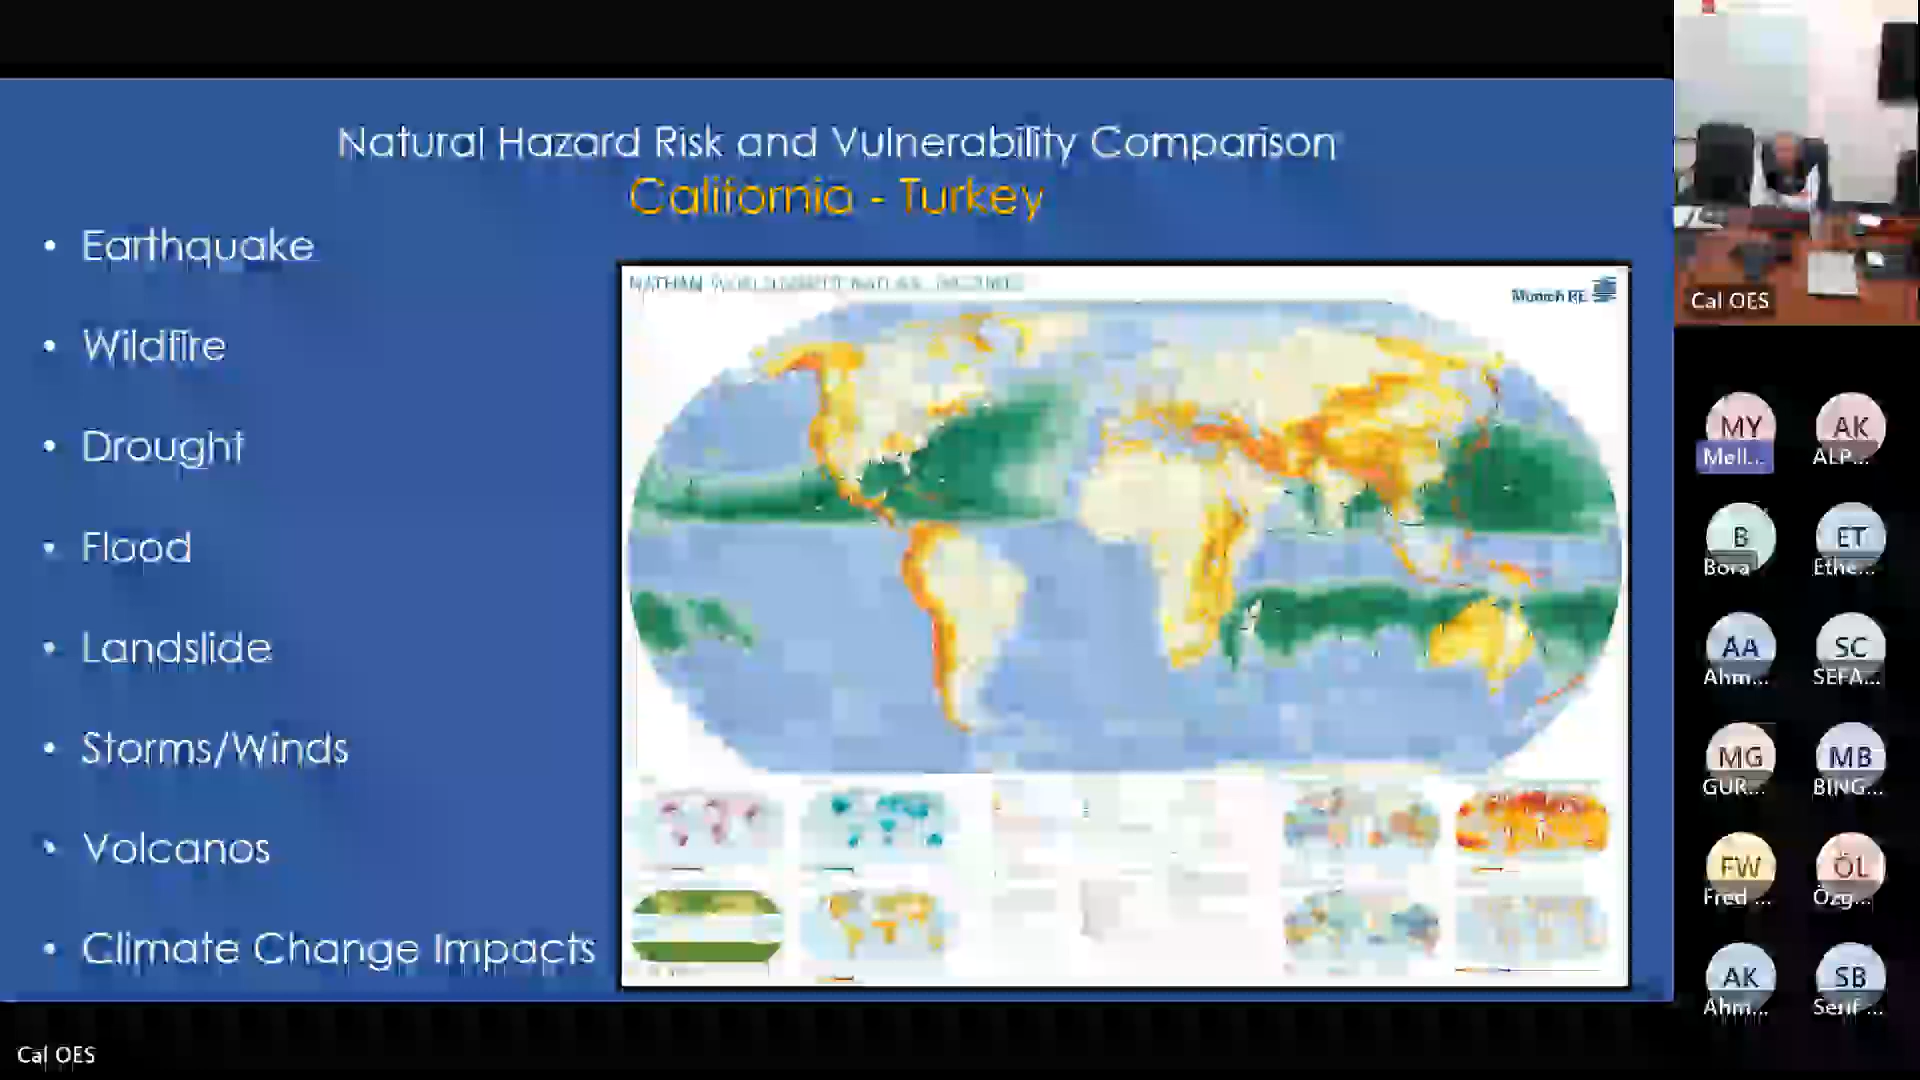 Natural Hazard Risk and Vulnerability Comparison
California - Turkey
• Earthquake
• Wildfire
• Drought
• Flood
• Landslide
• Storms/Winds
• Volcanos
• Climate Change Impacts
NATHAN
Munich RE
Cal OES
MY AK
Mell... ALP...
B ET
Bora Ethe...
AA SC
Ahm... SEFA...
MG MB
GUR... BING...
FW ÖL
Fred ... Özg...
AK SB
Ahm... Serif ...
Cal OES